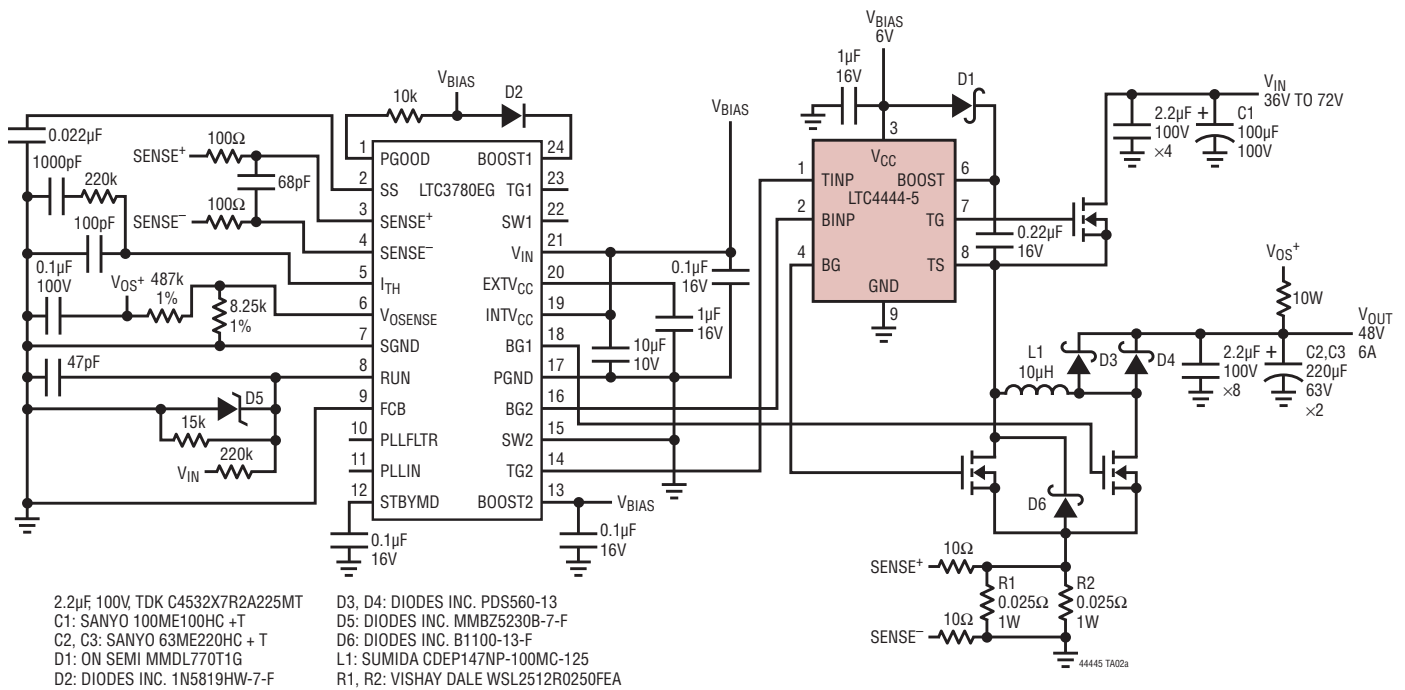 VBIAS
6V
1µF
16V
D1
VIN
36V TO 72V
2.2µF
100V
×4
+
C1
100µF
100V
VBIAS
10k
D2
VBIAS
0.022µF
1000pF
220k
100pF
0.1µF
100V
VOS+
487k
1%
8.25k
1%
47pF
D5
15k
VIN
220k
SENSE+
100Ω
68pF
SENSE–
100Ω
LTC3780EG
1
PGOOD
2
SS
3
SENSE+
4
SENSE–
5
ITH
6
VOSENSE
7
SGND
8
RUN
9
FCB
10
PLLFLTR
11
PLLIN
12
STBYMD
0.1µF
16V
BOOST1
24
TG1
23
SW1
22
VIN
21
EXTVCC
20
INTVCC
19
BG1
18
PGND
17
BG2
16
SW2
15
TG2
14
BOOST2
13
VBIAS
0.1µF
16V
0.1µF
16V
1µF
16V
10µF
10V
3
VCC
1
TINP
2
BINP
4
BG
LTC4444-5
BOOST
6
TG
7
TS
8
GND
9
0.22µF
16V
VOS+
10W
VOUT
48V
6A
L1
10µH
D3
D4
2.2µF
100V
×8
+
C2,C3
220µF
63V
×2
D6
SENSE+
10Ω
R1
0.025Ω
1W
R2
0.025Ω
1W
SENSE–
10Ω
44445 TA02a
2.2µF, 100V, TDK C4532X7R2A225MT
C1: SANYO 100ME100HC +T
C2, C3: SANYO 63ME220HC + T
D1: ON SEMI MMDL770T1G
D2: DIODES INC. 1N5819HW-7-F
D3, D4: DIODES INC. PDS560-13
D5: DIODES INC. MMBZ5230B-7-F
D6: DIODES INC. B1100-13-F
L1: SUMIDA CDEP147NP-100MC-125
R1, R2: VISHAY DALE WSL2512R0250FEA